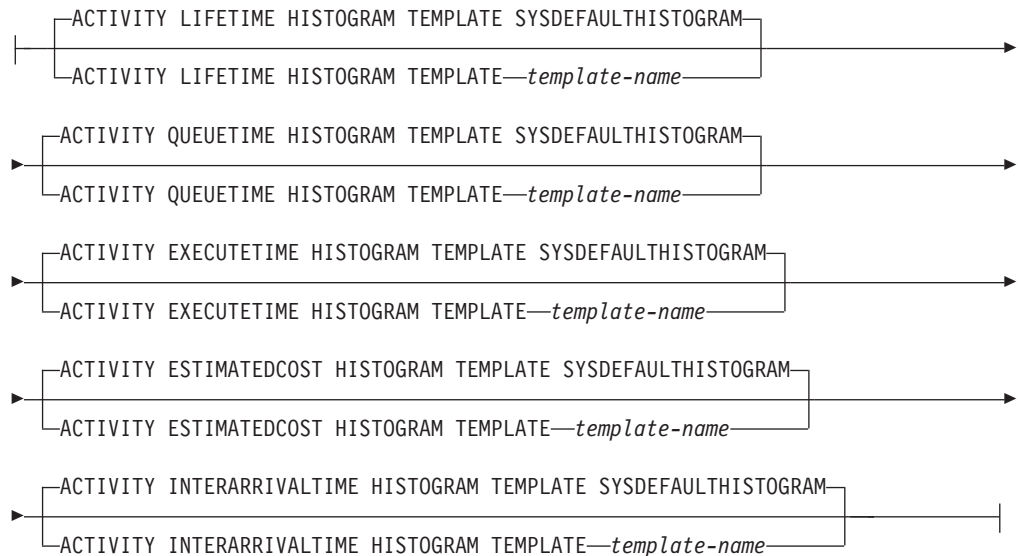 ACTIVITY LIFETIME HISTOGRAM TEMPLATE SYSDEFAULTHISTOGRAM
ACTIVITY LIFETIME HISTOGRAM TEMPLATE template-name
ACTIVITY QUEUETIME HISTOGRAM TEMPLATE SYSDEFAULTHISTOGRAM
ACTIVITY QUEUETIME HISTOGRAM TEMPLATE template-name
ACTIVITY EXECUTETIME HISTOGRAM TEMPLATE SYSDEFAULTHISTOGRAM
ACTIVITY EXECUTETIME HISTOGRAM TEMPLATE template-name
ACTIVITY ESTIMATEDCOST HISTOGRAM TEMPLATE SYSDEFAULTHISTOGRAM
ACTIVITY ESTIMATEDCOST HISTOGRAM TEMPLATE template-name
ACTIVITY INTERARRIVALTIME HISTOGRAM TEMPLATE SYSDEFAULTHISTOGRAM
ACTIVITY INTERARRIVALTIME HISTOGRAM TEMPLATE template-name